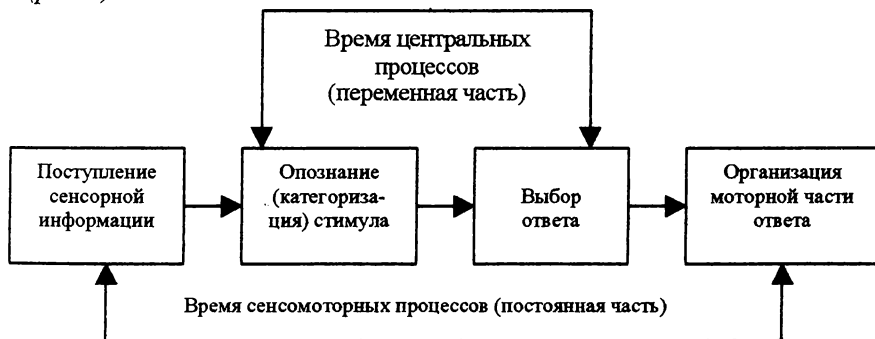 Время центральных
процессов
(переменная часть)
Поступление
сенсорной
информации
Опознание
(категориза-
ция) стимула
Выбор
ответа
Организация
моторной части
ответа
Время сенсомоторных процессов (постоянная часть)